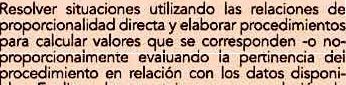 Resolver situaciones utilizando las relaciones de
proporcionalidad directa y elaborar procedimientos
para calcular valores que se corresponden -o no-
proporcionalmente evaluando la pertinencia del
procedimiento en relación con los datos disponi-